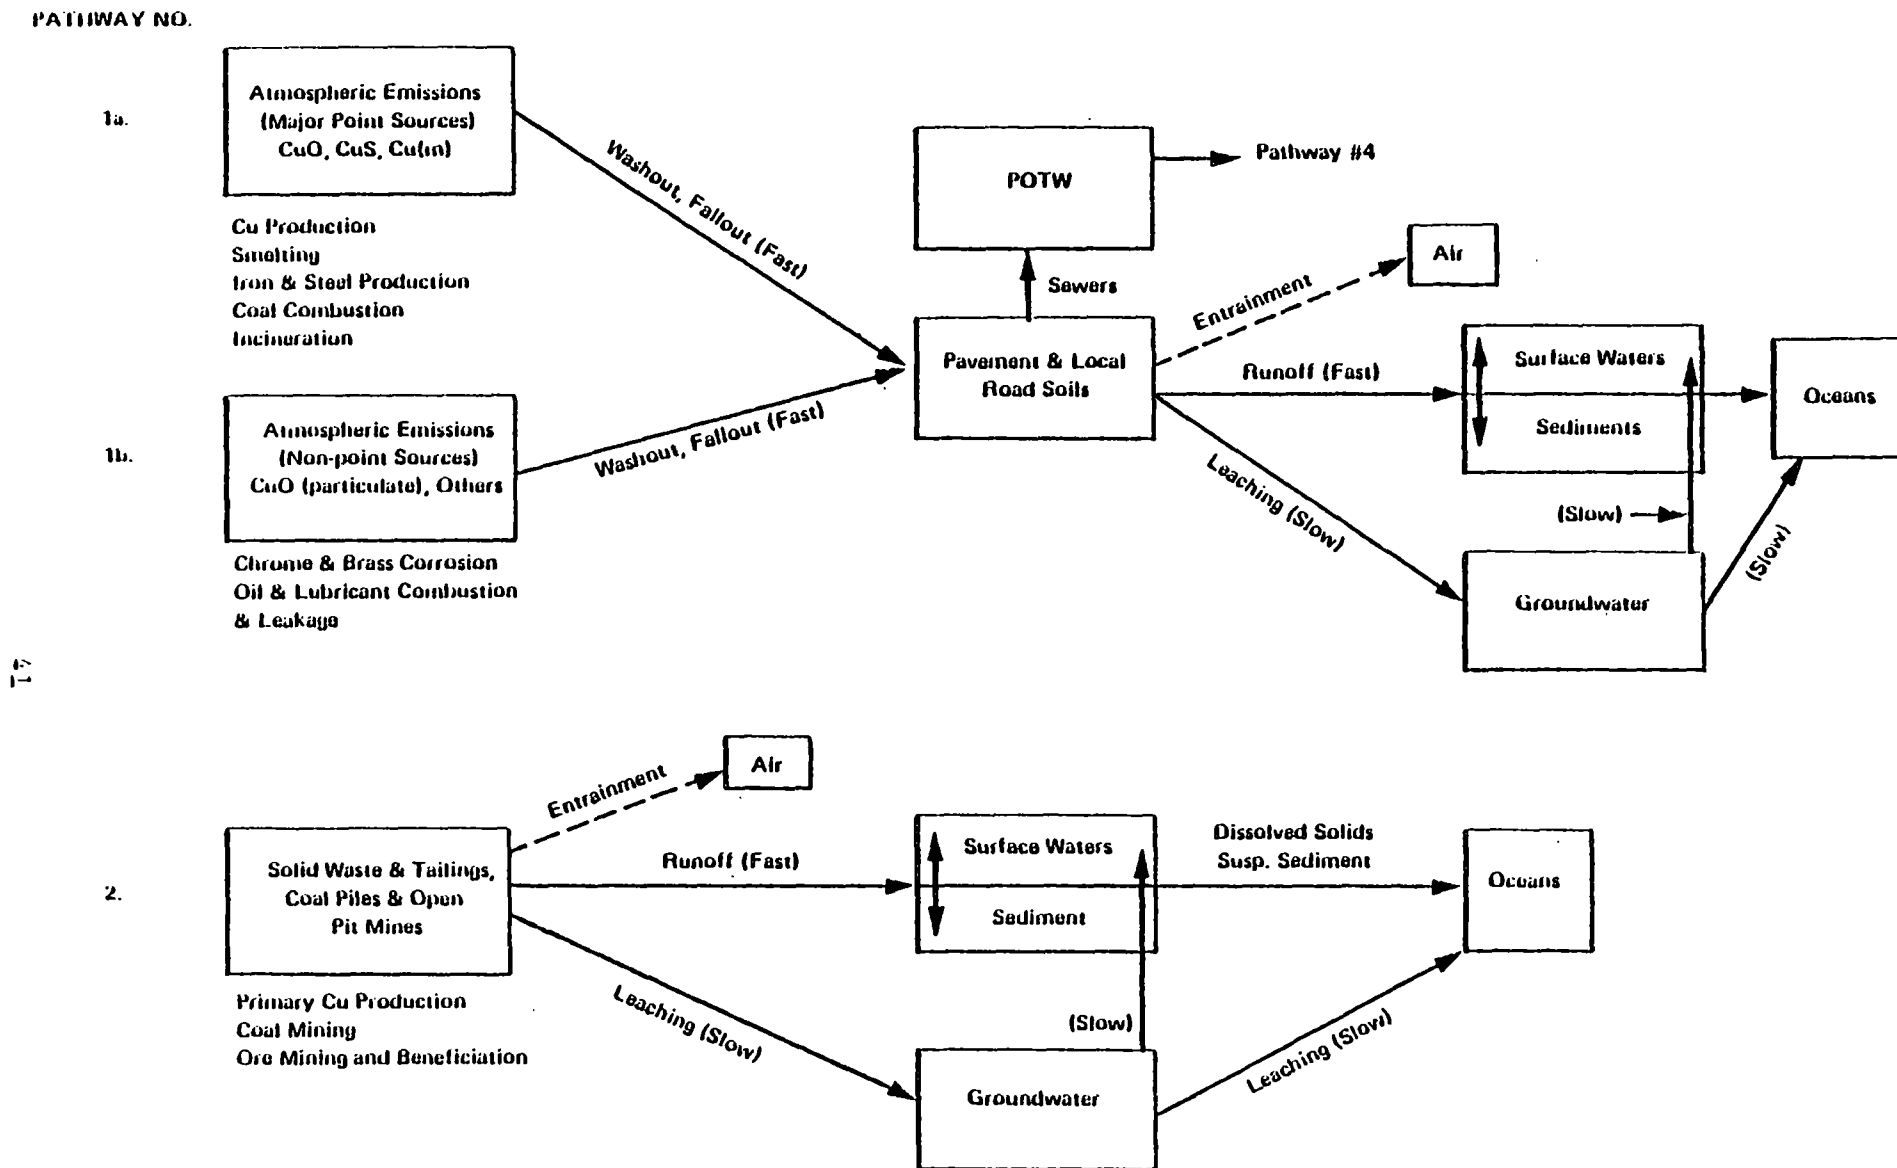 PATHWAY NO.
1a.
Atmospheric Emissions
(Major Point Sources)
CuO, CuS, Cu(m)
Cu Production
Smelting
Iron & Steel Production
Coal Combustion
Incineration
Washout, Fallout (Fast)
POTW
Pathway #4
Sewers
Entrainment
Air
Pavement & Local
Road Soils
Runoff (Fast)
Surface Waters
Sediments
Oceans
1b.
Atmospheric Emissions
(Non-point Sources)
CuO (particulate), Others
Chrome & Brass Corrosion
Oil & Lubricant Combustion
& Leakage
Washout, Fallout (Fast)
Leaching (Slow)
(Slow)
(Slow)
Groundwater
41
2.
Solid Waste & Tailings,
Coal Piles & Open
Pit Mines
Primary Cu Production
Coal Mining
Ore Mining and Beneficiation
Entrainment
Air
Runoff (Fast)
Surface Waters
Sediment
Dissolved Solids
Susp. Sediment
Oceans
Leaching (Slow)
(Slow)
Groundwater
Leaching (Slow)